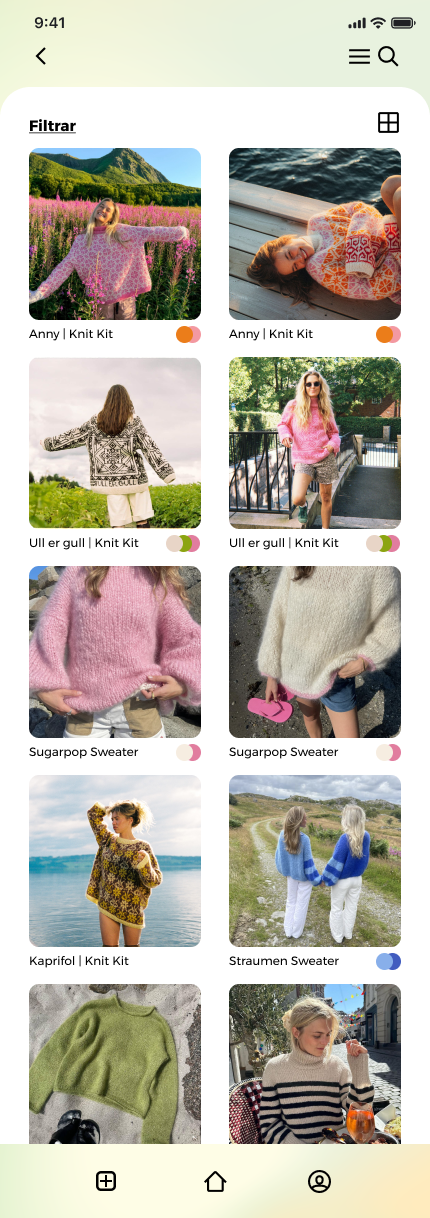 9:41
Filtrar
Anny | Knit Kit
Anny | Knit Kit
Ull er gull | Knit Kit
Ull er gull | Knit Kit
Sugarpop Sweater
Sugarpop Sweater
Kaprifol | Knit Kit
Straumen Sweater